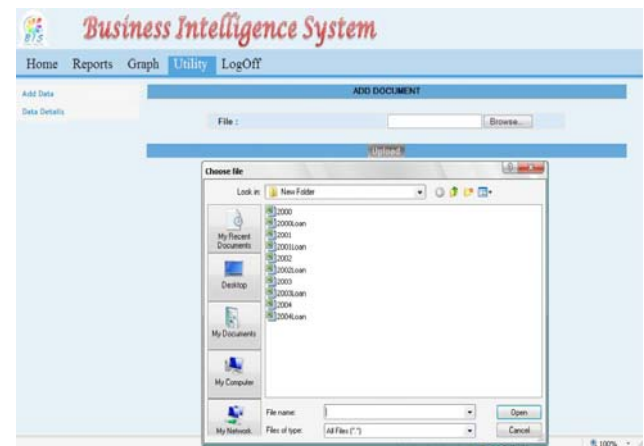 BIS
Business Intelligence System
Home Reports Graph Utility LogOff
Add Data
Data Details
ADD DOCUMENT
File :
Browse...
Upload
Choose file
Look in: New Folder
My Recent Documents
Desktop
My Documents
My Computer
My Network
2000
2000Loan
2001
2001Loan
2002
2002Loan
2003
2003Loan
2004
2004Loan
File name:
Open
Files of type: All Files (*.*)
Cancel
100%